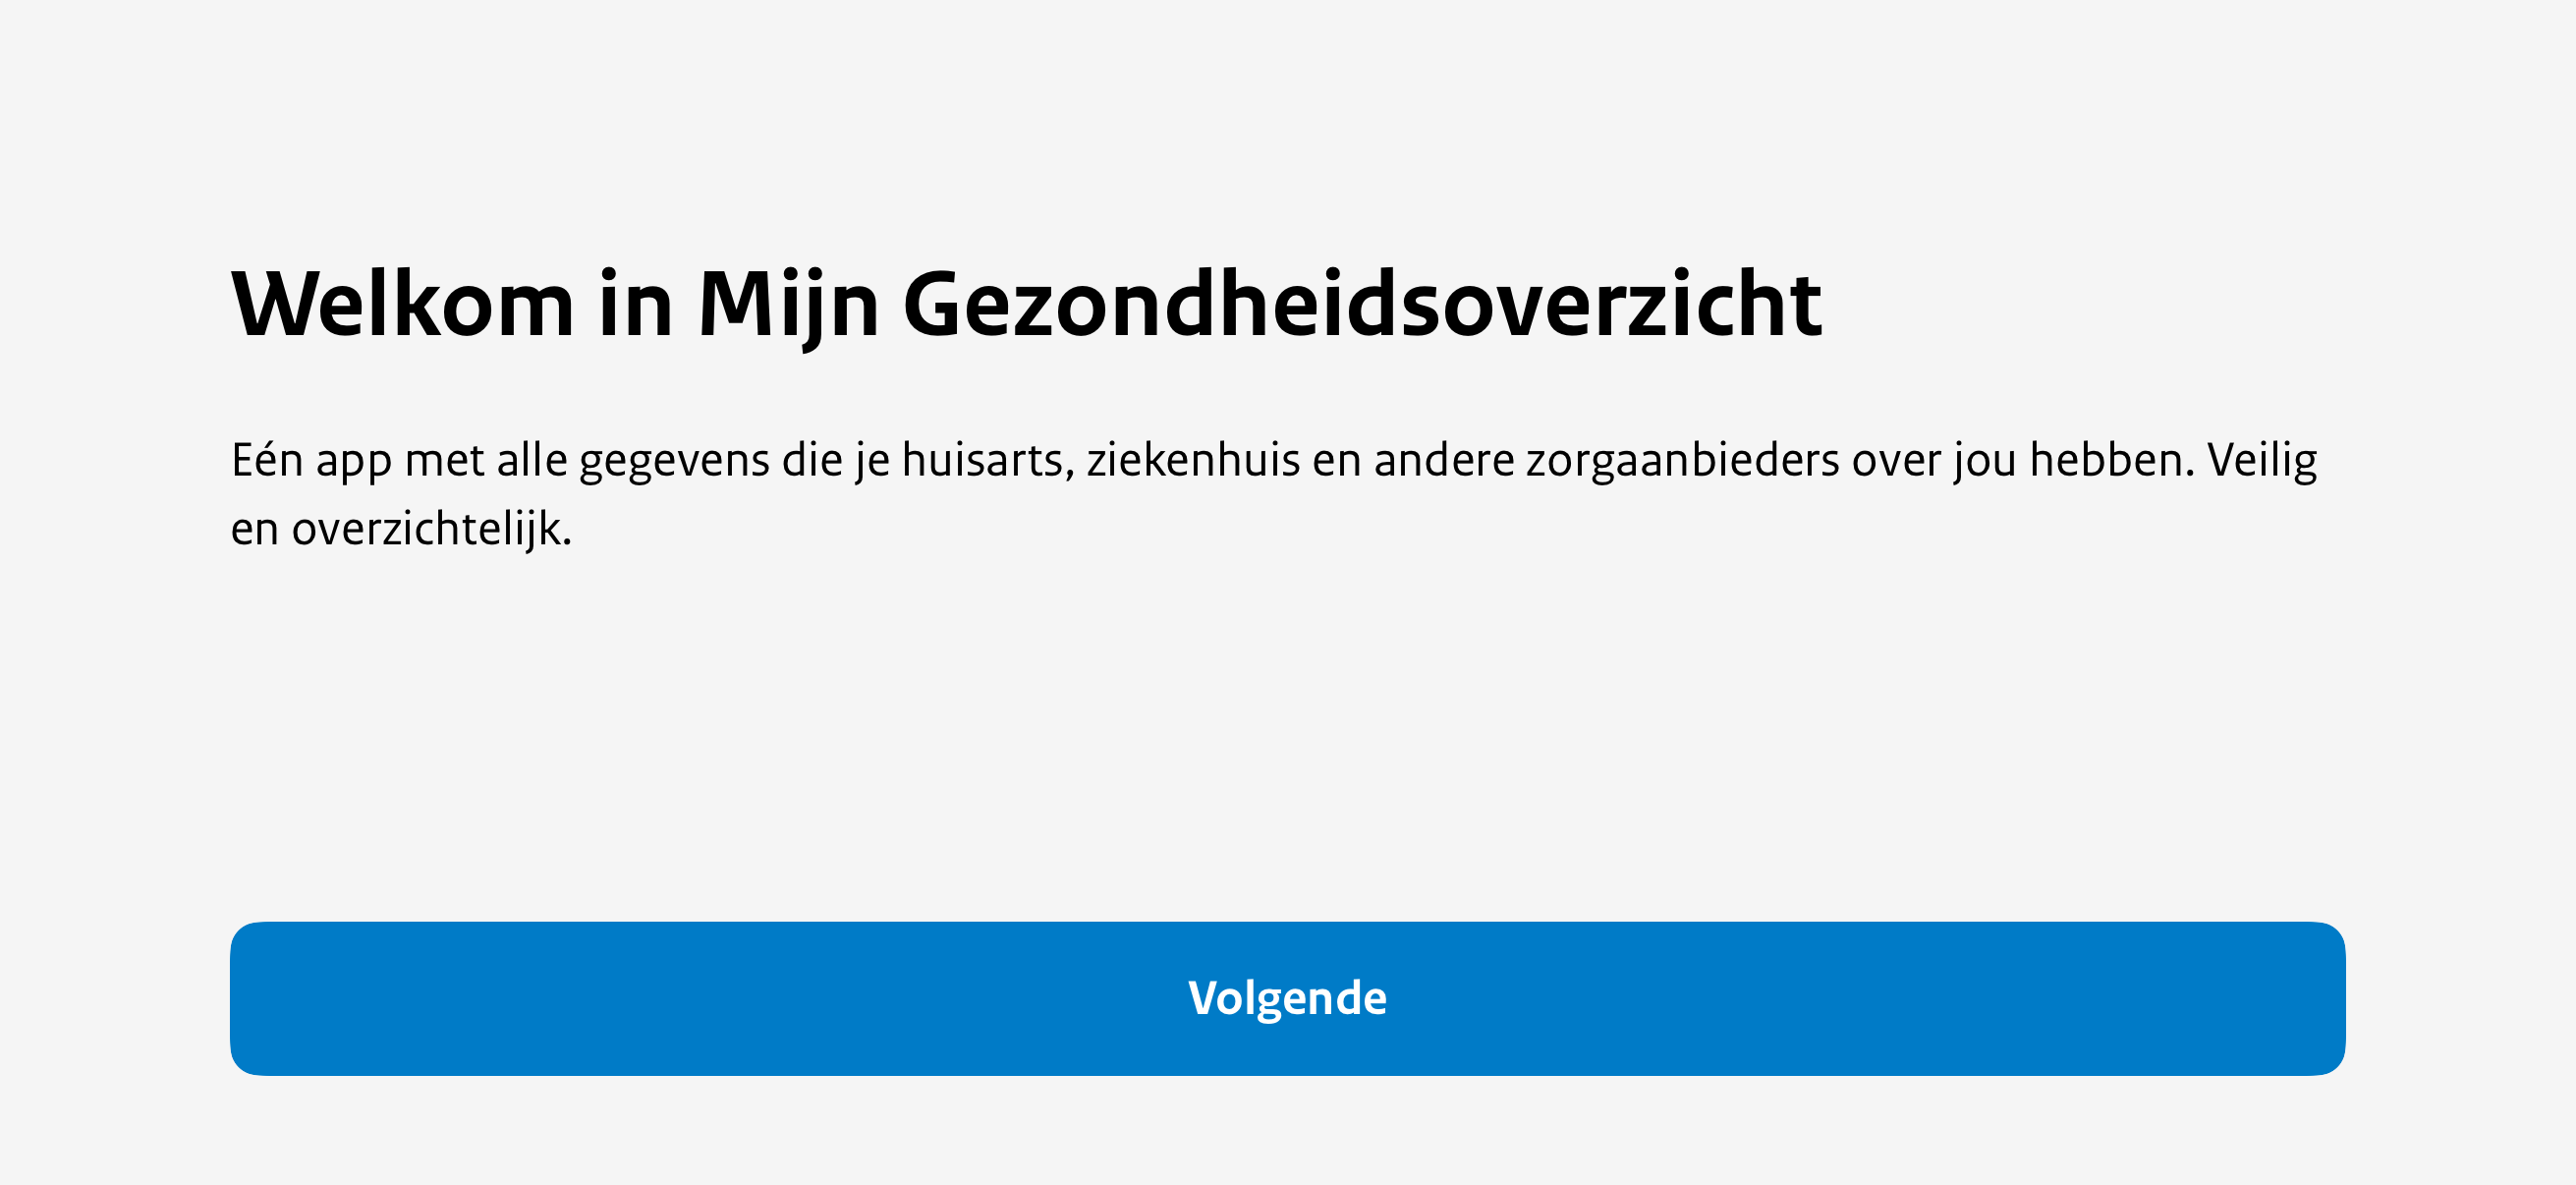 Welkom in Mijn Gezondheidsoverzicht
Eén app met alle gegevens die je huisarts, ziekenhuis en andere zorgaanbieders over jou hebben. Veilig
en overzichtelijk.
Volgende